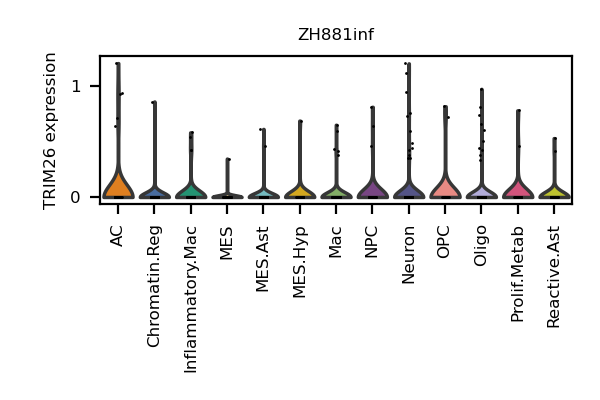 ZH881inf
TRIM26 expression
1
0
AC
Chromatin.Reg
Inflammatory.Mac
MES
MES.Ast
MES.Hyp
Mac
NPC
Neuron
OPC
Oligo
Prolif.Metab
Reactive.Ast